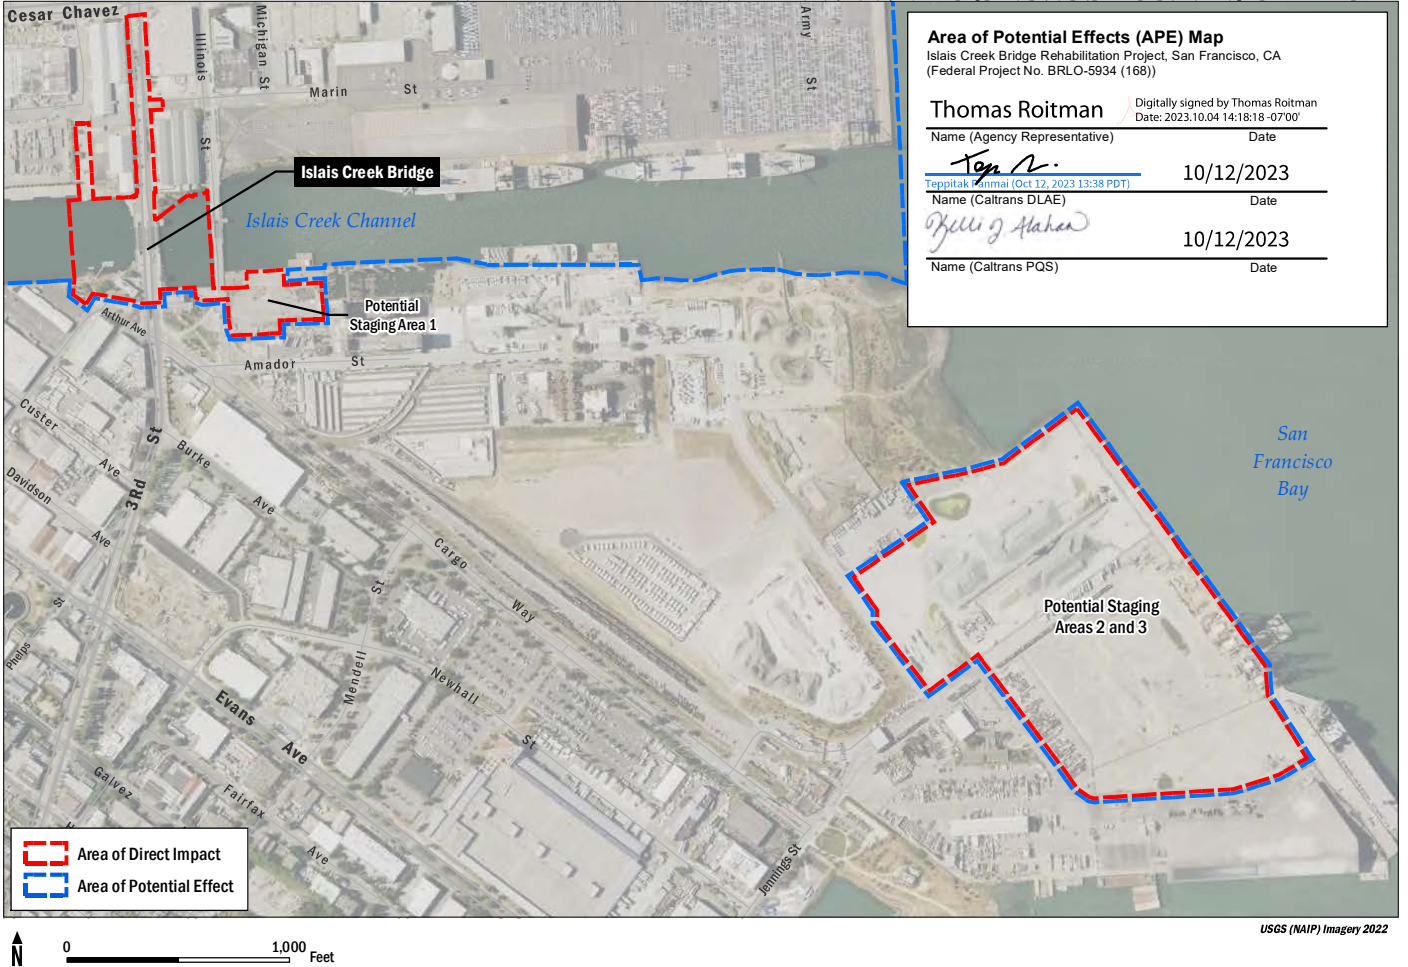 Cesar Chavez
Illinois
St
Michigan St
Army
St
Marin St
Area of Potential Effects (APE) Map
Islais Creek Bridge Rehabilitation Project, San Francisco, CA
(Federal Project No. BRLO-5934 (168))
Thomas Roitman
Digitally signed by Thomas Roitman
Date: 2023.10.04 14:18:18 -07'00'
Name (Agency Representative) Date
10/12/2023
Teppitak Panmai (Oct 12, 2023 13:38 PDT)
Name (Caltrans DLAE) Date
10/12/2023
Name (Caltrans PQS) Date
Islais Creek Bridge
Islais Creek Channel
Potential
Staging Area 1
Arthur Ave
Amador St
Custer
Ave
Davidson
Ave
3Rd
St
Burke
Ave
San
Francisco
Bay
Cargo
Way
St
Mendell
Potential Staging
Areas 2 and 3
St
Phelps
Newhall
St
Evans
Ave
Galvez
Fairfax
Ave
Jennings St
Area of Direct Impact
Area of Potential Effect
USGS (NAIP) Imagery 2022
N
0 1,000 Feet